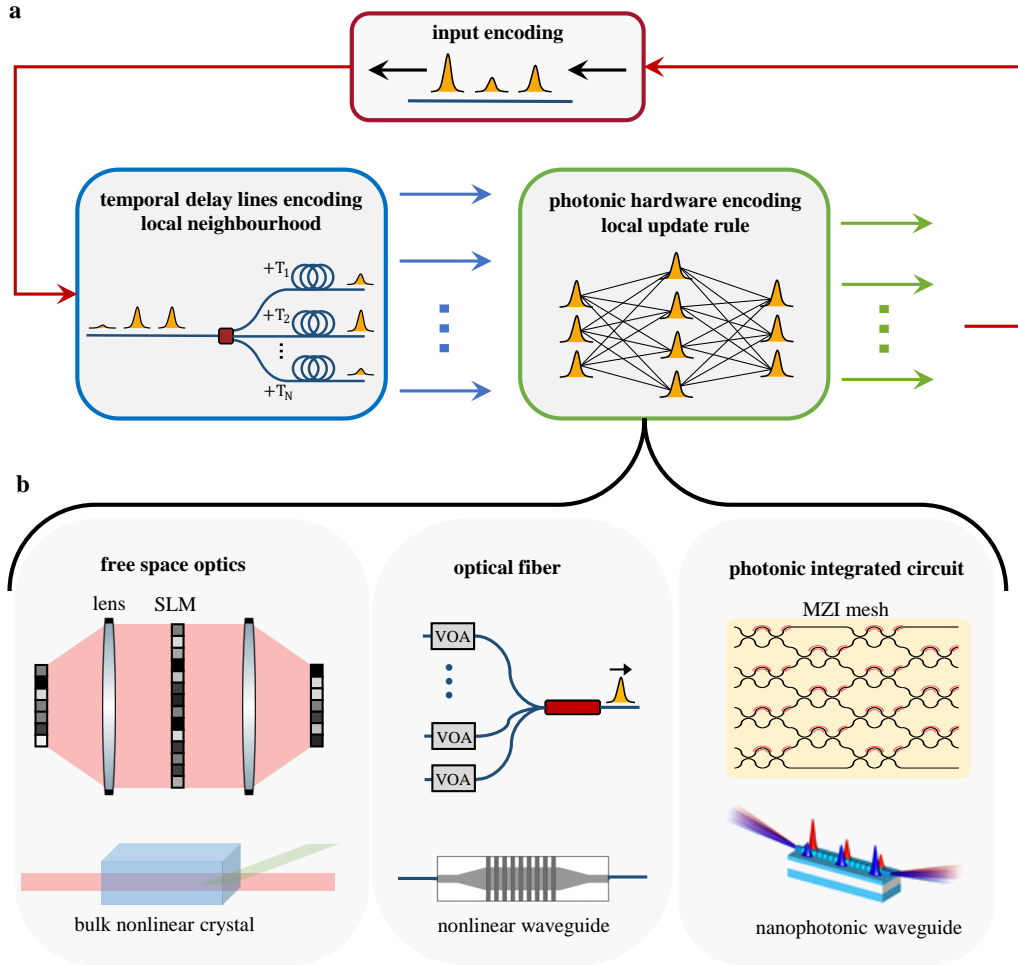 a
input encoding
temporal delay lines encoding
local neighbourhood
+T1
+T2
+TN
photonic hardware encoding
local update rule
b
free space optics
lens
SLM
bulk nonlinear crystal
optical fiber
VOA
VOA
VOA
nonlinear waveguide
photonic integrated circuit
MZI mesh
nanophotonic waveguide